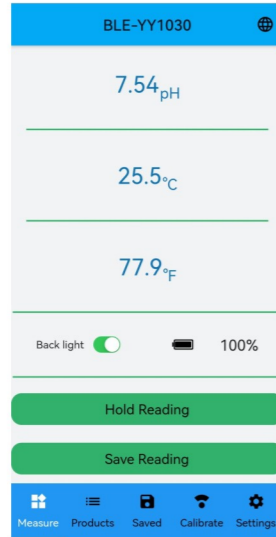 BLE-YY1030
7.54pH
25.5°C
77.9°F
Back light 100%
Hold Reading
Save Reading
Measure Products Saved Calibrate Settings